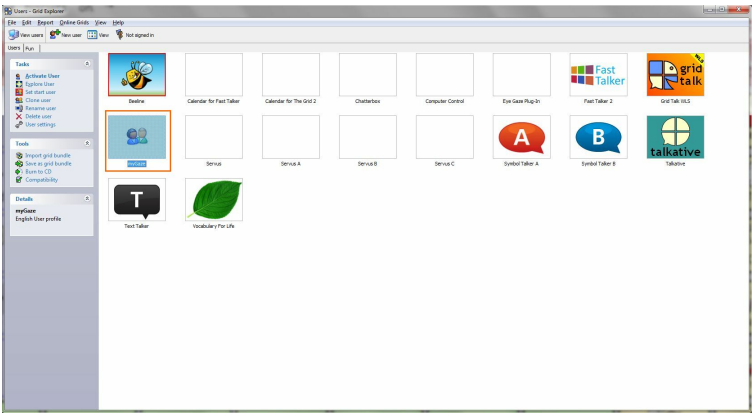 Users - Grid Explorer
File Edit Report Online Grids View Help
View users New user View Not signed in
Users Run
Tasks
Activate User
Explore User
Set start user
Clone user
Rename user
Delete user
User settings
Tools
Import grid bundle
Save as grid bundle
Burn to CD
Compatibility
Details
myGaze
English User profile
Fast Talker
grid talk WLS
Beeline Calendar for Fast Talker Calendar for The Grid 2 Chatterbox Computer Control Eye Gaze Plug-In Fast Talker 2 Grid Talk WLS
A B talkative
myGaze Servus Servus A Servus B Servus C Symbol Talker A Symbol Talker B Talkative
T
Text Talker Vocabulary For Life